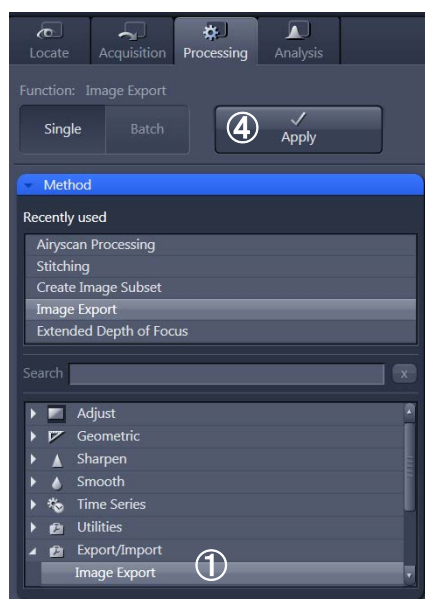 Locate Acquisition Processing Analysis
Function: Image Export
Single Batch ④ Apply
Method
Recently used
Airyscan Processing
Stitching
Create Image Subset
Image Export
Extended Depth of Focus
Search x
Adjust
Geometric
Sharpen
Smooth
Time Series
Utilities
Export/Import
Image Export ①